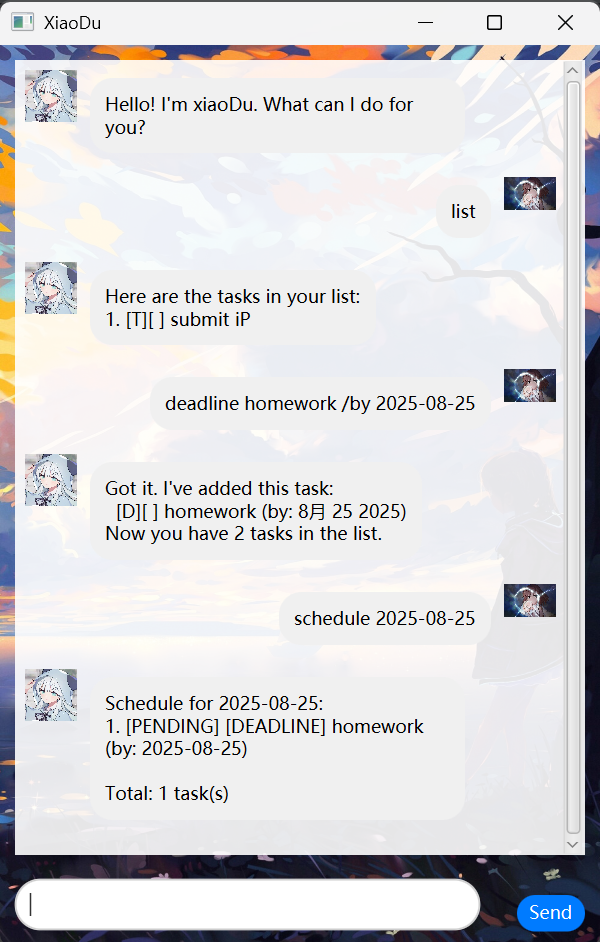 XiaoDu
Hello! I'm xiaoDu. What can I do for
you?
list
Here are the tasks in your list:
1. [T][ ] submit iP
deadline homework /by 2025-08-25
Got it. I've added this task:
[D][ ] homework (by: 8月 25 2025)
Now you have 2 tasks in the list.
schedule 2025-08-25
Schedule for 2025-08-25:
1. [PENDING] [DEADLINE] homework
(by: 2025-08-25)
Total: 1 task(s)
Send